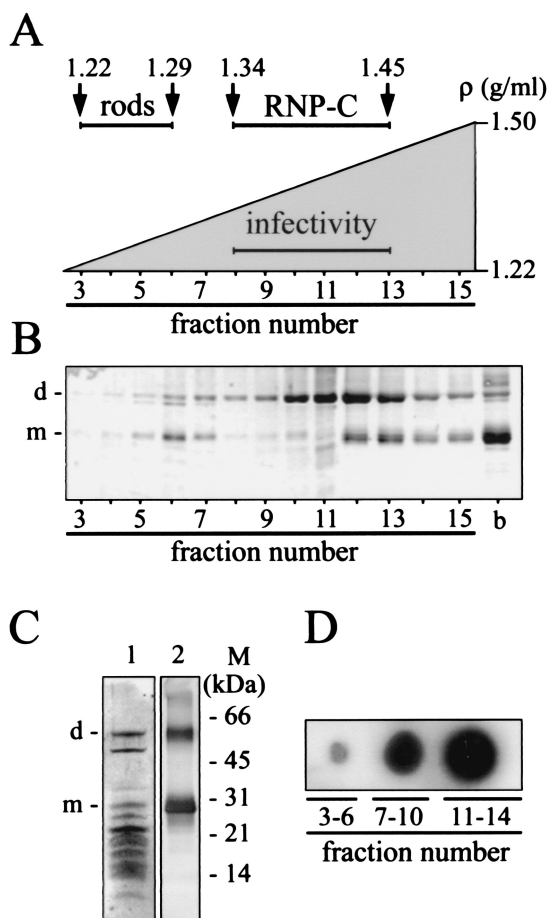 A
1.22 1.29 1.34 1.45
rods RNP-C ρ (g/ml)
1.50
infectivity
1.22
3 5 7 9 11 13 15
fraction number
B
d -
m -
3 5 7 9 11 13 15 b
fraction number
C D
1 2 M
(kDa)
d - - 66
- 45
m - - 31
- 21
- 14
3-6 7-10 11-14
fraction number